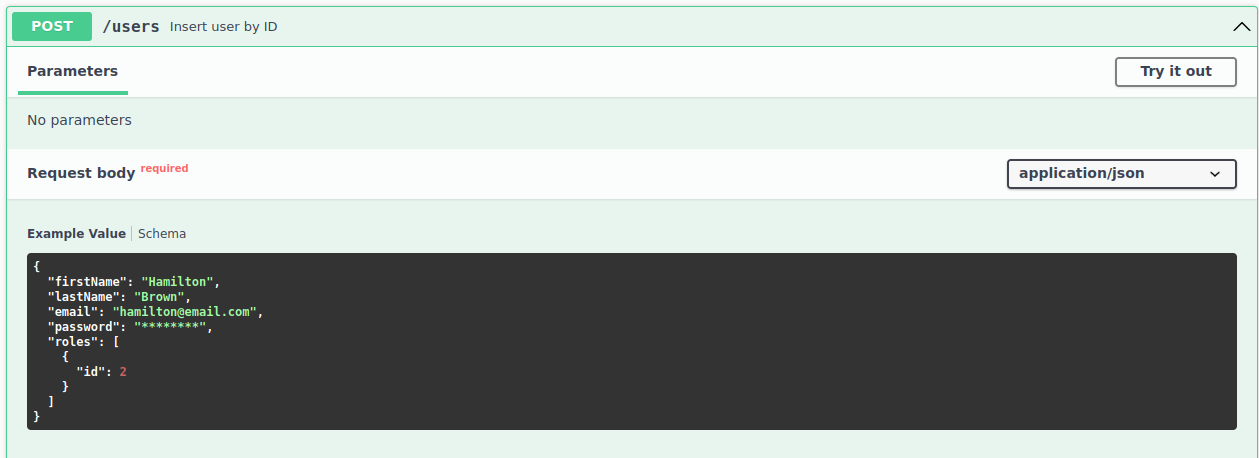 POST /users Insert user by ID
Parameters Try it out
No parameters
Request body required application/json
Example Value Schema
{
  "firstName": "Hamilton",
  "lastName": "Brown",
  "email": "hamilton@email.com",
  "password": "********",
  "roles": [
    {
      "id": 2
    }
  ]
}